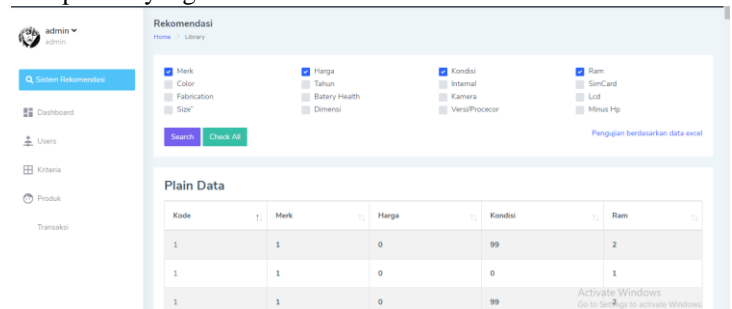 admin
admin
Sistem Rekomendasi
Dashboard
Users
Kriteria
Produk
Transaksi
Rekomendasi
Home / Library
Merk Harga Kondisi Ram
Color Tahun Internal SimCard
Fabrication Batery Health Kamera Lcd
Size" Dimensi Versi/Procecor Minus Hp
Search Check All
Pengujian berdasarkan data excel
Plain Data
Kode Merk Harga Kondisi Ram
1 1 0 99 2
1 1 0 0 1
1 1 0 99 2
Activate Windows
Go to Settings to activate Windows.